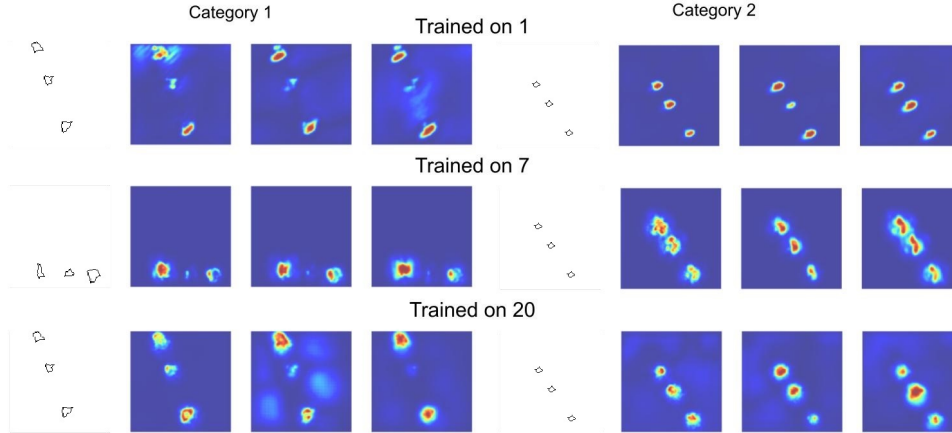 Category 1
Category 2
Trained on 1
Trained on 7
Trained on 20